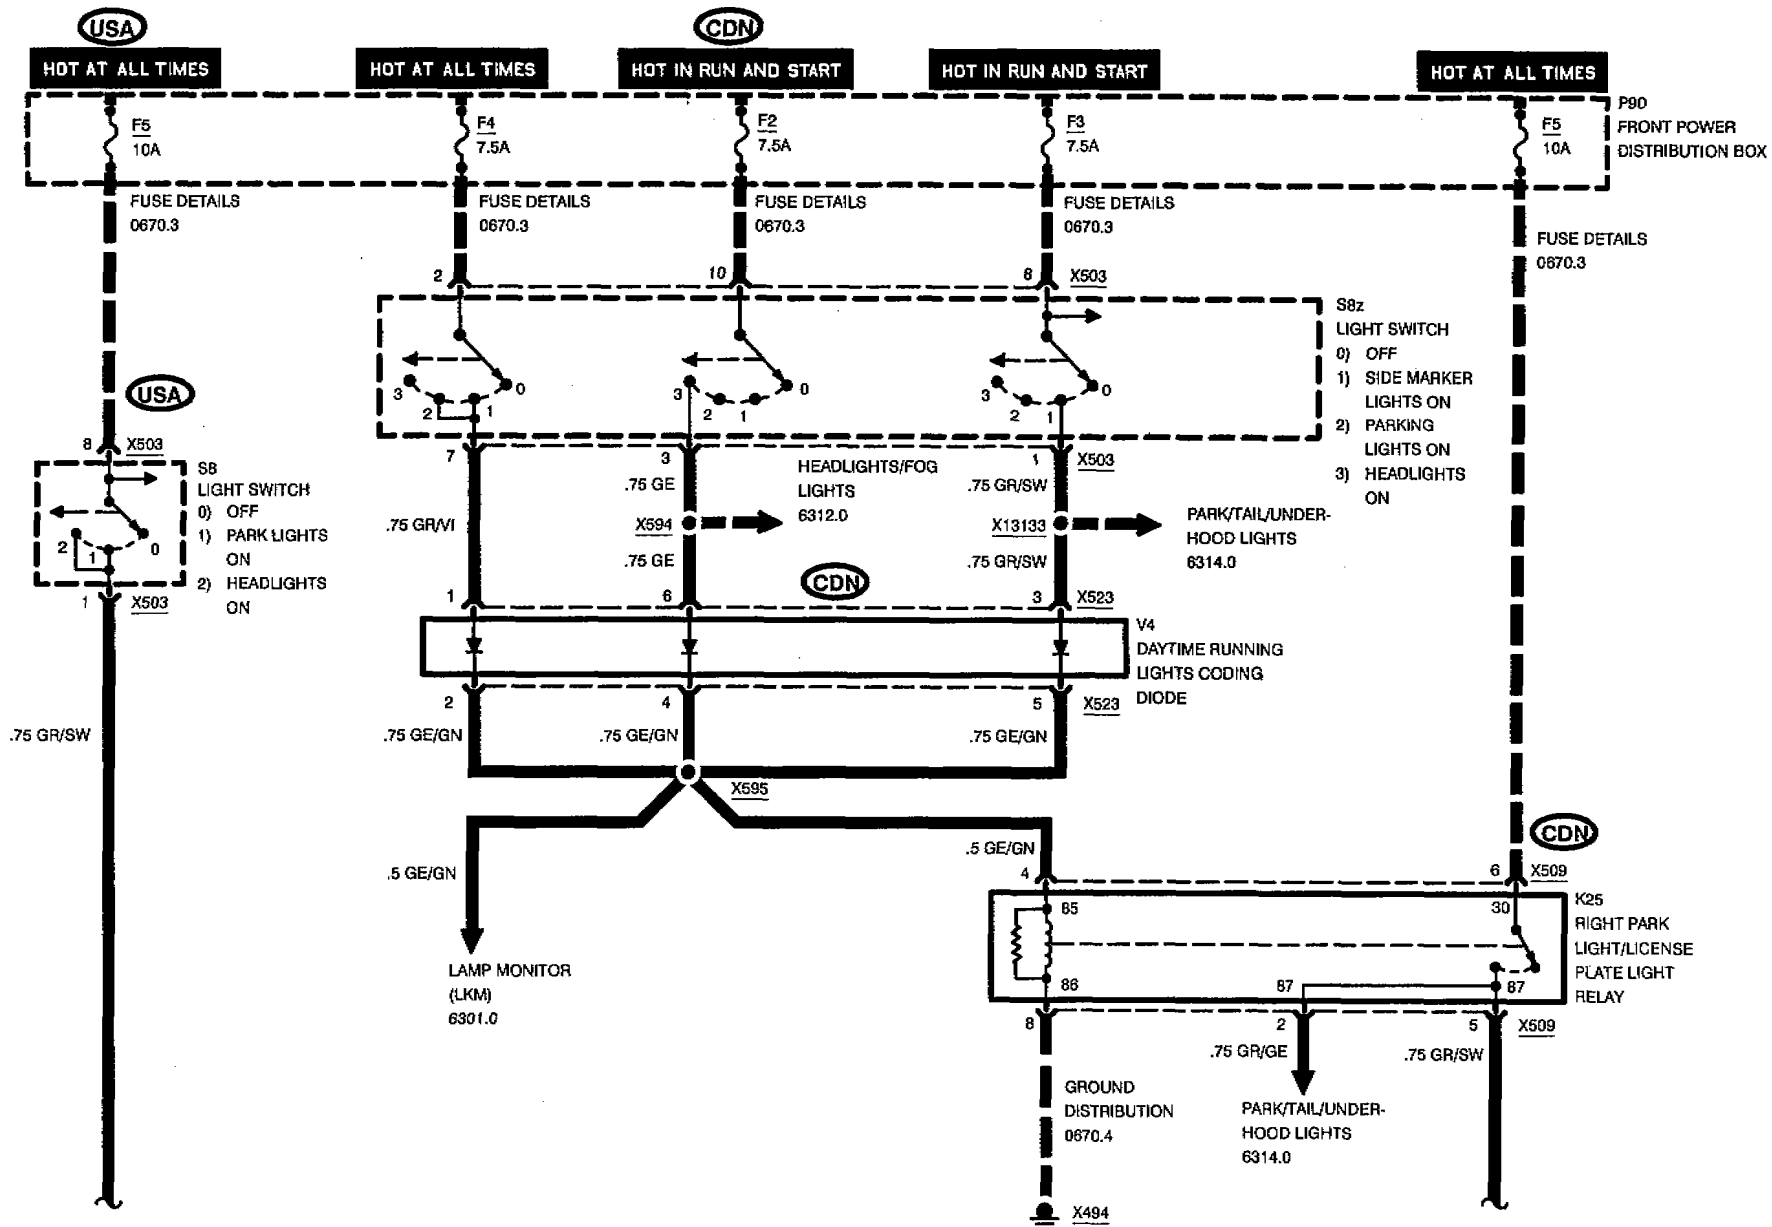 USA
CDN
HOT AT ALL TIMES
HOT AT ALL TIMES
HOT IN RUN AND START
HOT IN RUN AND START
HOT AT ALL TIMES
F5
10A
F4
7.5A
F2
7.5A
F3
7.5A
F5
10A
P90
FRONT POWER
DISTRIBUTION BOX
FUSE DETAILS
0670.3
FUSE DETAILS
0670.3
FUSE DETAILS
0670.3
FUSE DETAILS
0670.3
FUSE DETAILS
0670.3
2
10
6
X503
S8z
LIGHT SWITCH
0) OFF
1) SIDE MARKER
LIGHTS ON
2) PARKING
LIGHTS ON
3) HEADLIGHTS
ON
3
2
1
0
3
2
1
0
3
2
1
0
USA
8
X503
S8
LIGHT SWITCH
0) OFF
1) PARK LIGHTS
ON
2) HEADLIGHTS
ON
2
1
0
1
X503
7
3
1
X503
.75 GR/VI
.75 GE
X594
.75 GE
HEADLIGHTS/FOG
LIGHTS
6312.0
.75 GR/SW
X13133
.75 GR/SW
PARK/TAIL/UNDER-
HOOD LIGHTS
6314.0
CDN
1
6
3
X523
V4
DAYTIME RUNNING
LIGHTS CODING
DIODE
2
4
5
X523
.75 GR/SW
.75 GE/GN
.75 GE/GN
.75 GE/GN
X595
.5 GE/GN
.5 GE/GN
CDN
4
6
X509
K25
RIGHT PARK
LIGHT/LICENSE
PLATE LIGHT
RELAY
85
30
86
87
87
LAMP MONITOR
(LKM)
6301.0
8
2
5
X509
.75 GR/GE
.75 GR/SW
GROUND
DISTRIBUTION
0670.4
PARK/TAIL/UNDER-
HOOD LIGHTS
6314.0
X494